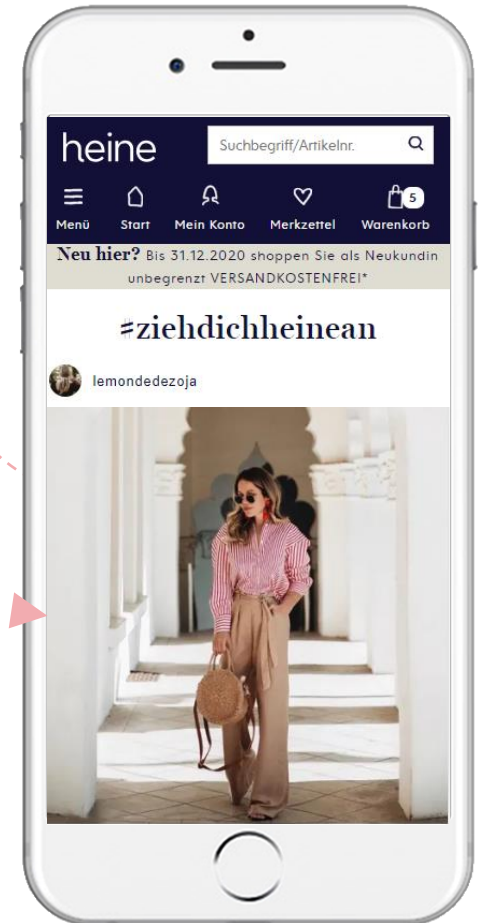 heine
Suchbegriff/Artikelnr.
Menü Start Mein Konto Merkzettel Warenkorb
5
Neu hier? Bis 31.12.2020 shoppen Sie als Neukundin
unbegrenzt VERSANDKOSTENFREI*
#ziehdichheinean
lemondedezoja